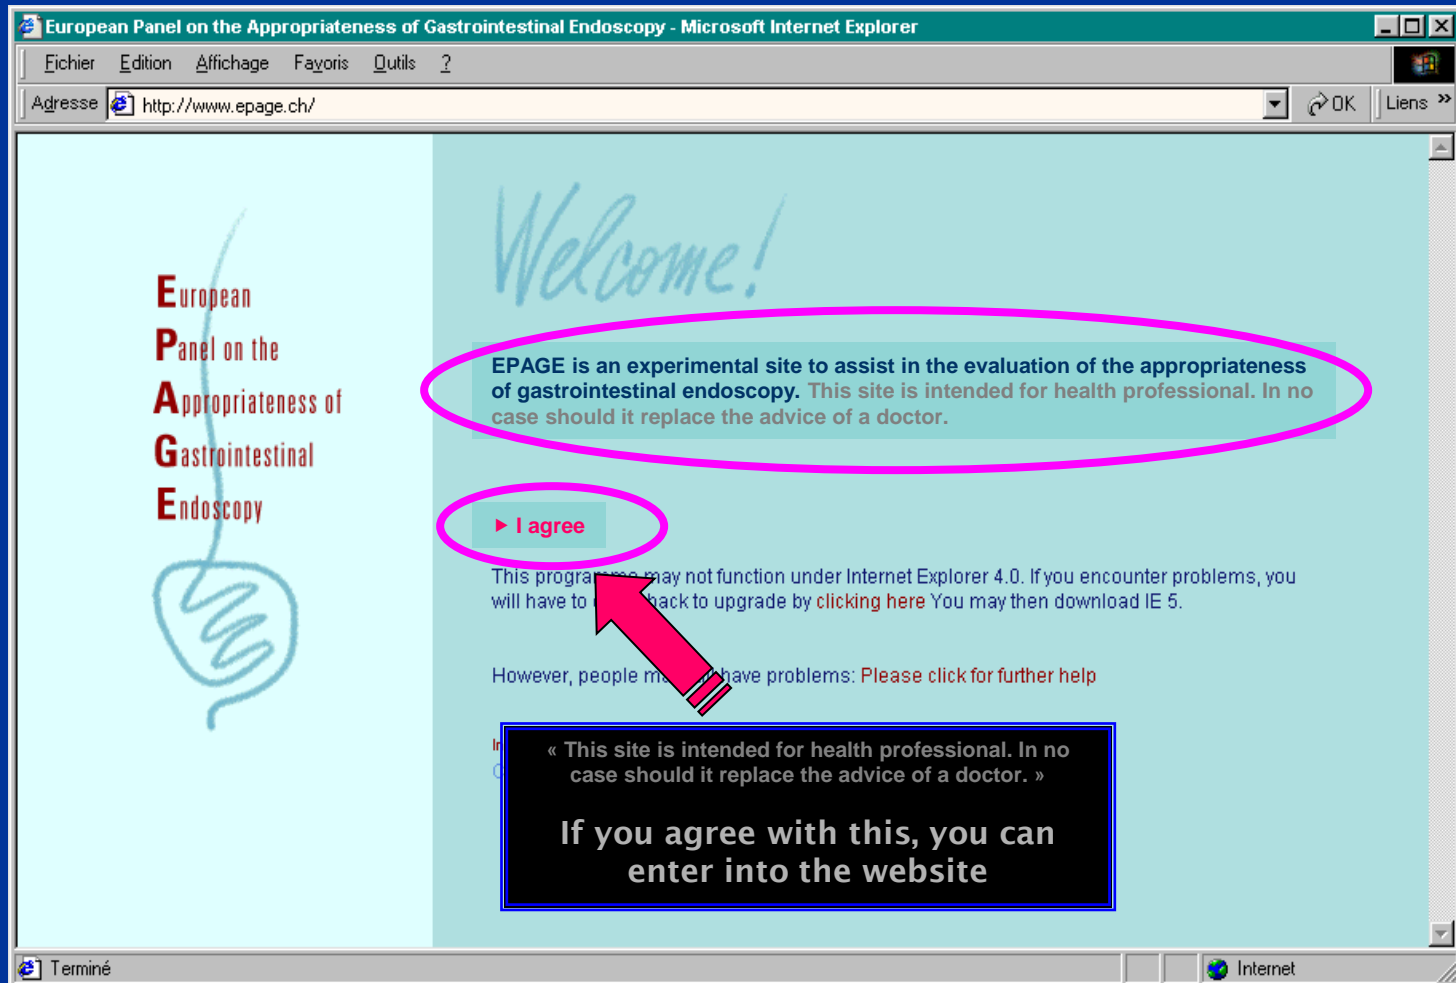 European Panel on the Appropriateness of Gastrointestinal Endoscopy - Microsoft Internet Explorer
Fichier Edition Affichage Favoris Outils ?
Adresse http://www.epage.ch/ OK Liens »
Welcome!
European
Panel on the
Appropriateness of
Gastrointestinal
Endoscopy
EPAGE is an experimental site to assist in the evaluation of the appropriateness
of gastrointestinal endoscopy. This site is intended for health professional. In no
case should it replace the advice of a doctor.
I agree
This programme may not function under Internet Explorer 4.0. If you encounter problems, you
will have to back to upgrade by clicking here You may then download IE 5.
However, people have problems: Please click for further help
« This site is intended for health professional. In no
case should it replace the advice of a doctor. »
If you agree with this, you can
enter into the website
Terminé Internet